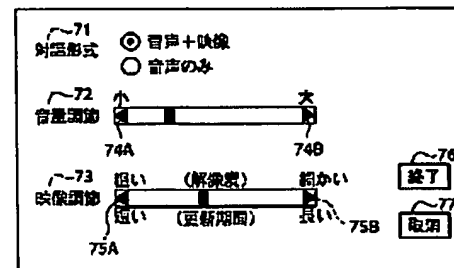 71
対話形式 音声+映像
音声のみ
72 小 大
音量調節
74A 74B
73 粗い (解像度) 細かい 76
映像調節 終了
短い (更新期間) 長い 77
75A 75B 取消